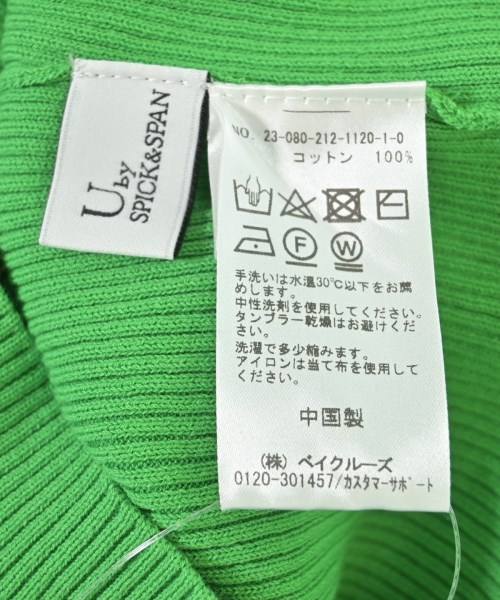 U by
SPICK&SPAN
NO. 23-080-212-1120-1-0
コットン 100%
F W
手洗いは水温30℃以下をお薦
めします。
中性洗剤を使用してください。
タンブラー乾燥はお避けくだ
さい。
洗濯で多少縮みます。
アイロンは当て布を使用して
ください。
中国製
(株) ベイクルーズ
0120-301457/カスタマーサポート